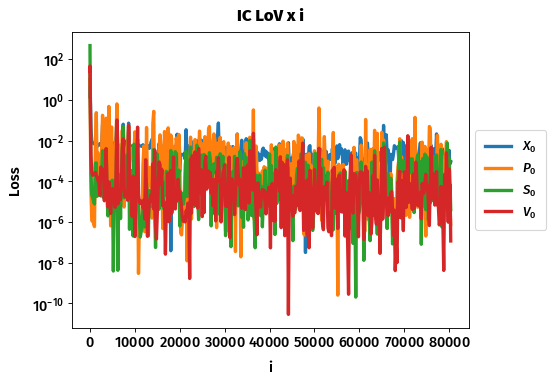 IC LoV x i
Loss
10²
10⁰
10⁻²
10⁻⁴
10⁻⁶
10⁻⁸
10⁻¹⁰
0 10000 20000 30000 40000 50000 60000 70000 80000
i
X₀
P₀
S₀
V₀